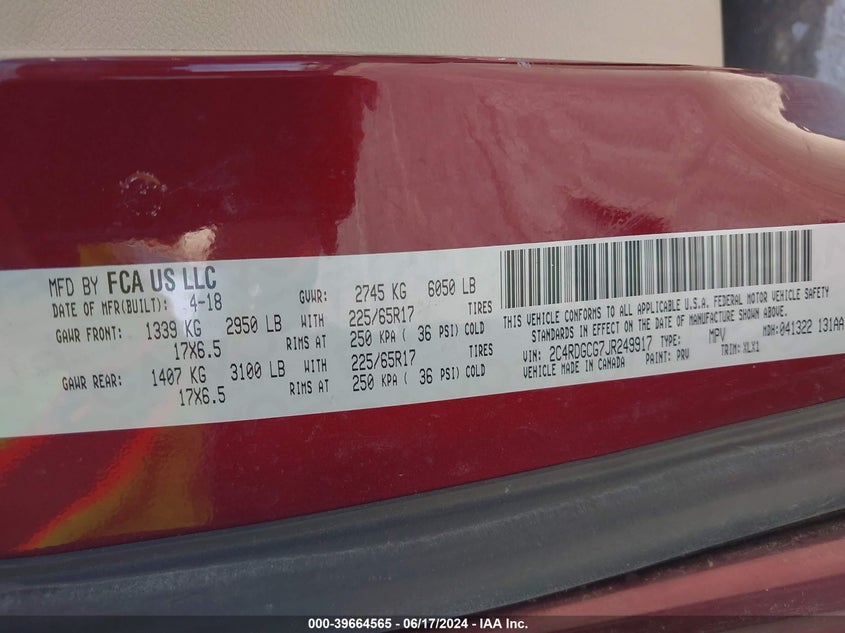 MFD BY FCA US LLC
DATE OF MFR(BUILT): 4-18 GVWR: 2745 KG 6050 LB
GAWR FRONT: 1339 KG 2950 LB WITH 225/65R17 TIRES
17X6.5 RIMS AT 250 KPA ( 36 PSI) COLD
GAWR REAR: 1407 KG 3100 LB WITH 225/65R17 TIRES
17X6.5 RIMS AT 250 KPA ( 36 PSI) COLD
THIS VEHICLE CONFORMS TO ALL APPLICABLE U.S.A. FEDERAL MOTOR VEHICLE SAFETY
STANDARDS IN EFFECT ON THE DATE OF MANUFACTURE SHOWN ABOVE.
VIN: 2C4RDGCG7JR249917 TYPE: MPV MDH: 041322 131AA
VEHICLE MADE IN CANADA PAINT: PRV TRIM: XLX1
000-39664565 - 06/17/2024 - IAA Inc.